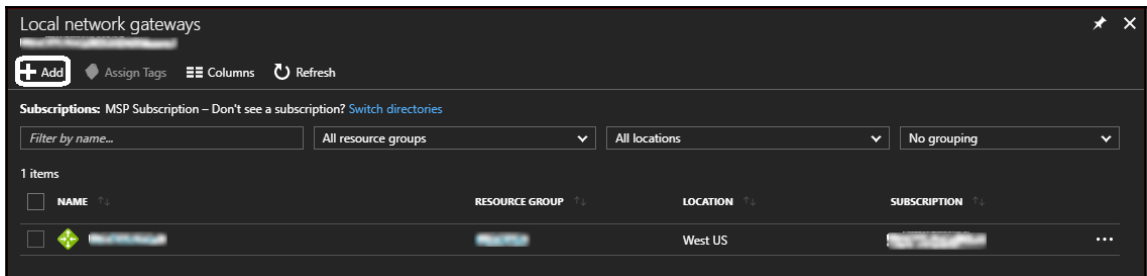 Local network gateways
Add Assign Tags Columns Refresh
Subscriptions: MSP Subscription – Don't see a subscription? Switch directories
Filter by name... All resource groups All locations No grouping
1 items
NAME RESOURCE GROUP LOCATION SUBSCRIPTION
West US